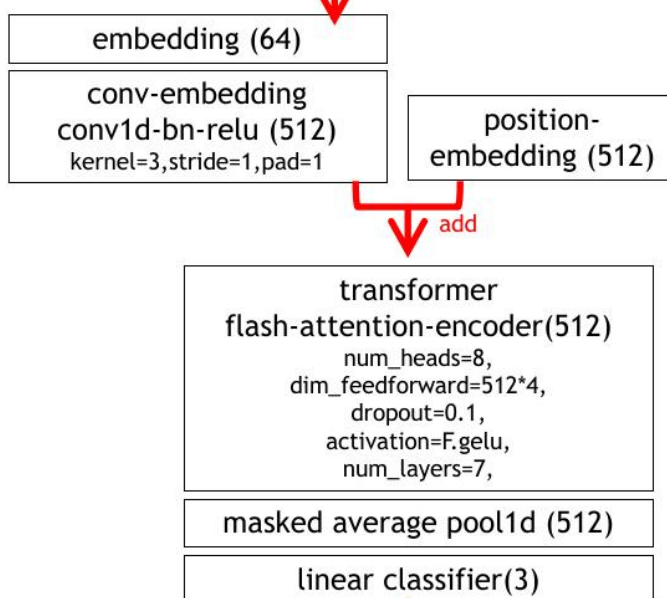 embedding (64)
conv-embedding
conv1d-bn-relu (512)
kernel=3,stride=1,pad=1
position-
embedding (512)
add
transformer
flash-attention-encoder(512)
num_heads=8,
dim_feedforward=512*4,
dropout=0.1,
activation=F.gelu,
num_layers=7,
masked average pool1d (512)
linear classifier(3)